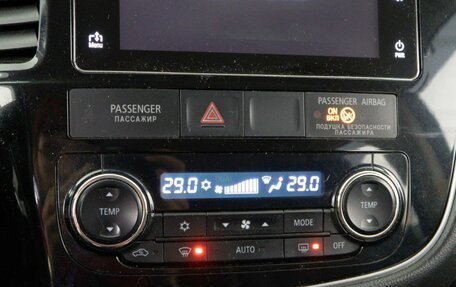 Menu
PWR
PASSENGER
ПАССАЖИР
PASSENGER AIRBAG
ON
ВКЛ
ПОДУШКА БЕЗОПАСНОСТИ
ПАССАЖИРА
29.0 29.0
TEMP
TEMP
MODE
AUTO
OFF